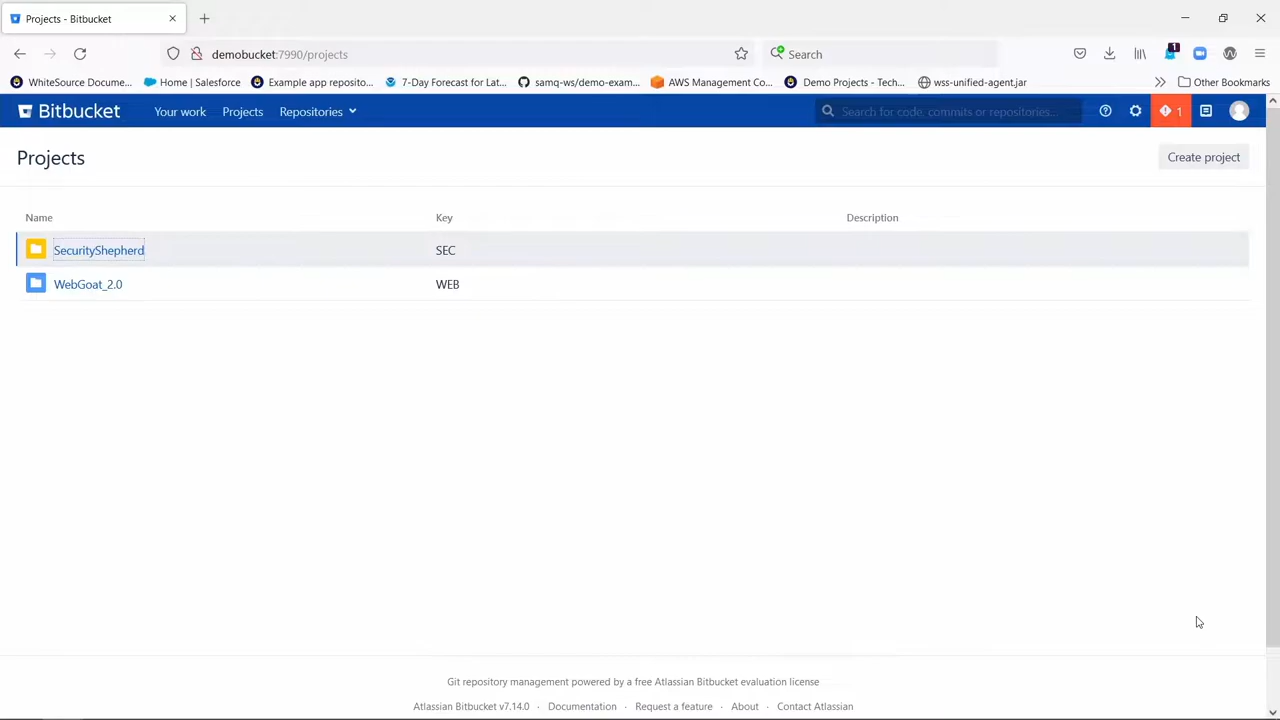 Projects - Bitbucket
demobucket:7990/projects
Search
1
WhiteSource Docume...
Home | Salesforce
Example app reposito...
7-Day Forecast for Lat...
samq-ws/demo-exam...
AWS Management Co...
Demo Projects - Tech...
wss-unified-agent.jar
Other Bookmarks
Bitbucket
Your work
Projects
Repositories
Search for code, commits or repositories...
1
Projects
Create project
Name Key Description
SecurityShepherd SEC
WebGoat_2.0 WEB
Git repository management powered by a free Atlassian Bitbucket evaluation license
Atlassian Bitbucket v7.14.0 · Documentation · Request a feature · About · Contact Atlassian